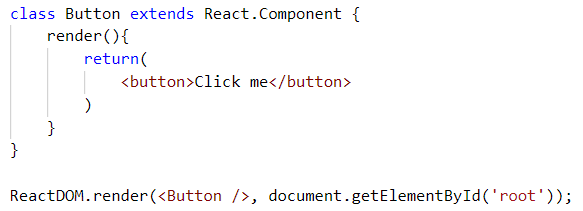 class Button extends React.Component {
    render(){
        return(
            <button>Click me</button>
        )
    }
}

ReactDOM.render(<Button />, document.getElementById('root'));